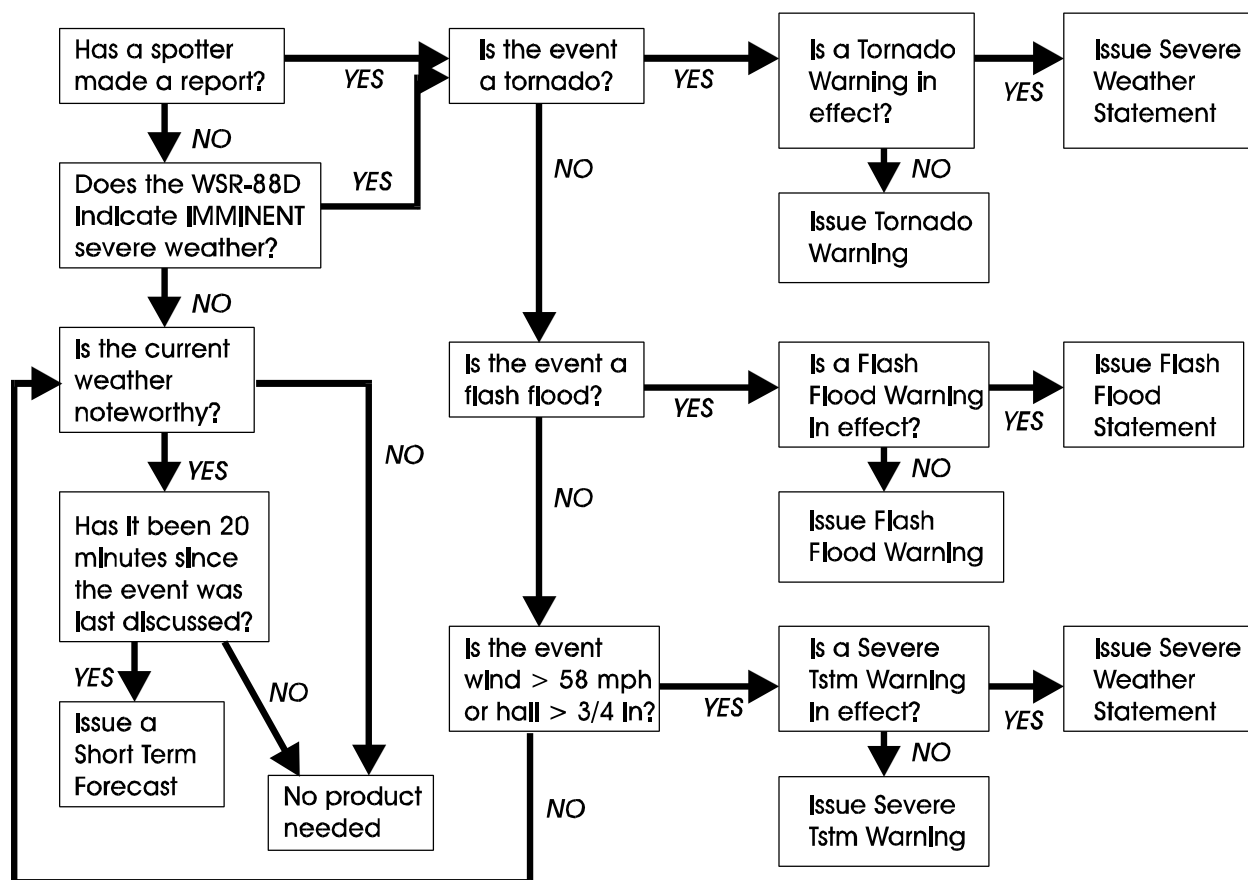 Has a spotter
made a report?
YES
NO
Does the WSR-88D
indicate IMMINENT
severe weather?
YES
NO
Is the current
weather
noteworthy?
NO
YES
Has it been 20
minutes since
the event was
last discussed?
YES
NO
Issue a
Short Term
Forecast
No product
needed
Is the event
a tornado?
YES
NO
Is a Tornado
Warning in
effect?
YES
NO
Issue Severe
Weather
Statement
Issue Tornado
Warning
Is the event a
flash flood?
YES
NO
Is a Flash
Flood Warning
in effect?
YES
NO
Issue Flash
Flood
Statement
Issue Flash
Flood Warning
Is the event
wind > 58 mph
or hail > 3/4 in?
YES
NO
Is a Severe
Tstm Warning
in effect?
YES
NO
Issue Severe
Weather
Statement
Issue Severe
Tstm Warning